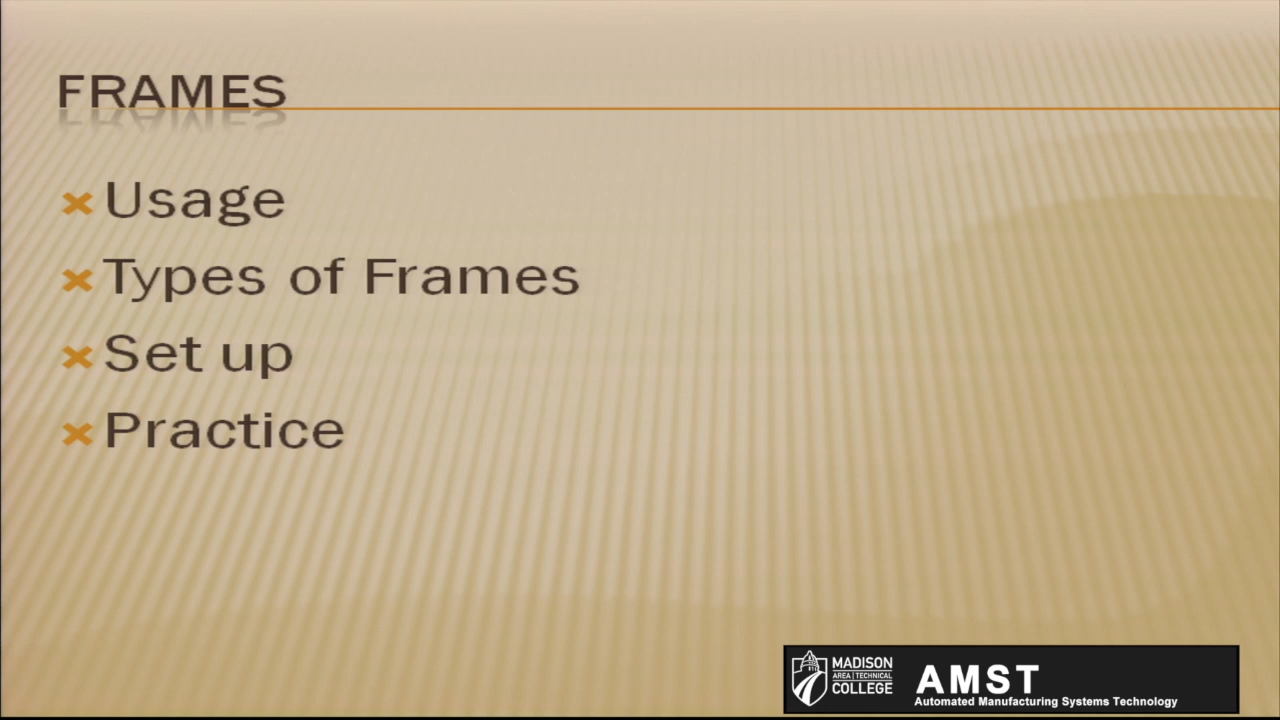 FRAMES
Usage
Types of Frames
Set up
Practice
MADISON
AREA | TECHNICAL
COLLEGE
AMST
Automated Manufacturing Systems Technology